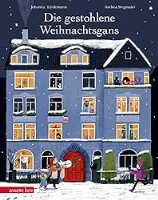 Johanna Lindemann    Andrea Stegmaier
Die gestohlene
Weihnachtsgans
annette betz